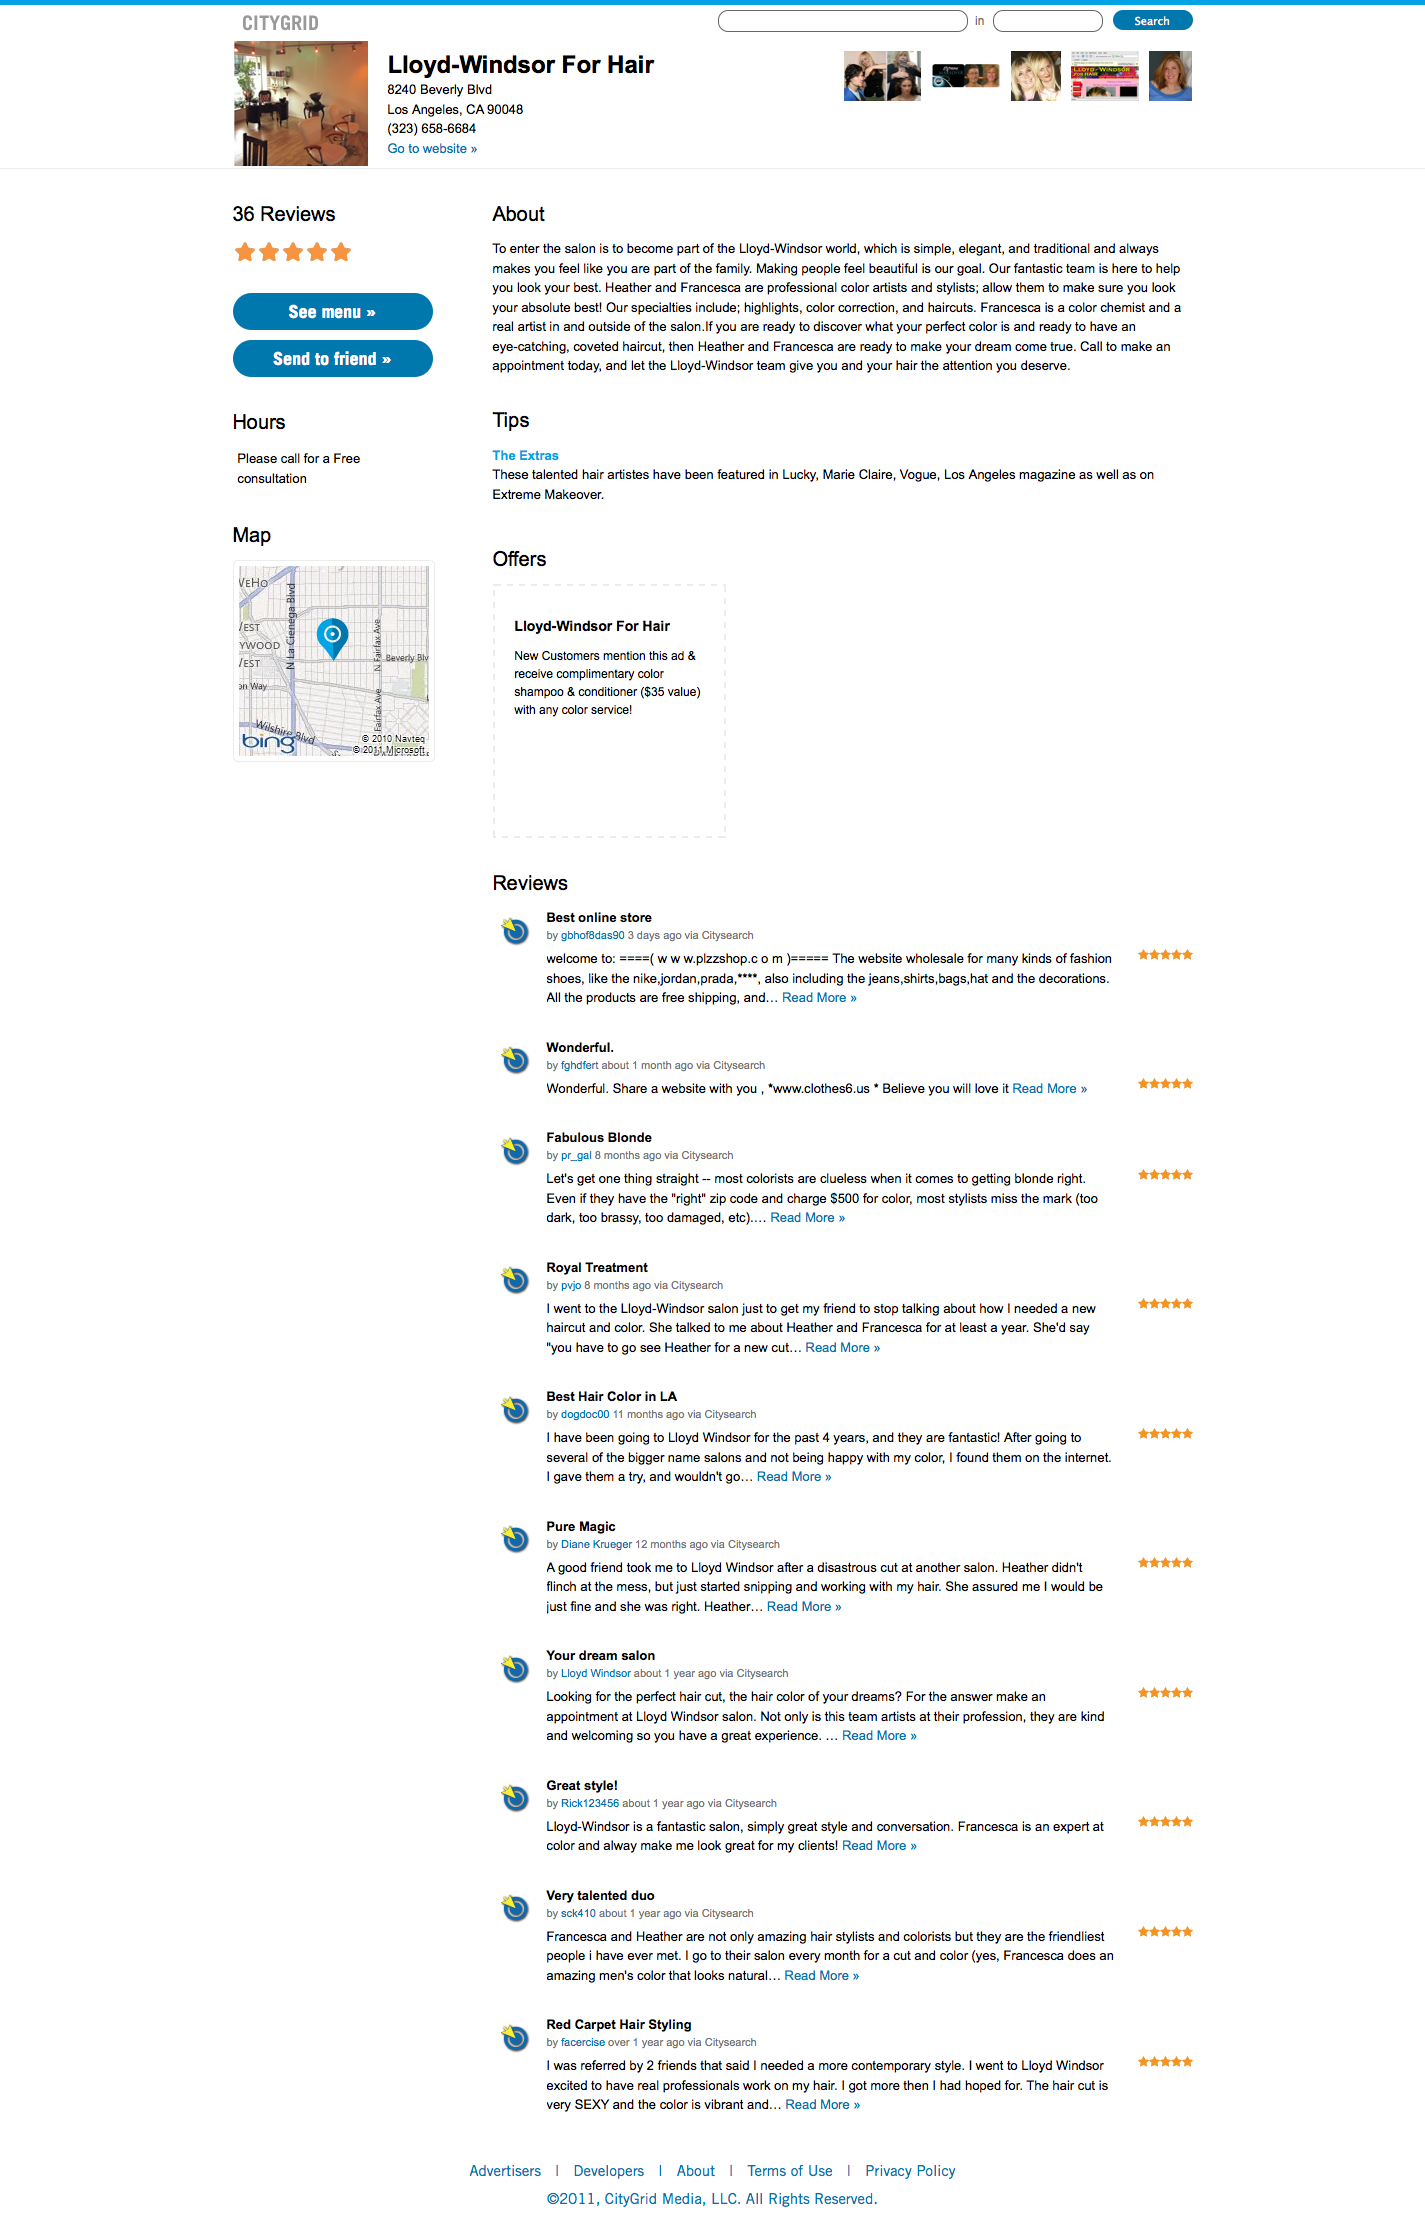 CITYGRID
in
Search
Lloyd-Windsor For Hair
8240 Beverly Blvd
Los Angeles, CA 90048
(323) 658-6684
Go to website »
LLOYD-WINDSOR
FOR HAIR
36 Reviews
See menu »
Send to friend »
Hours
Please call for a Free
consultation
Map
WEHO
N La Cienega Blvd
EST
YWOOD
EST
N Fairfax Ave
Beverly Blv
on Way
Fairfax Ave
Wilshire Blvd
bing
© 2010 Navteq
© 2011 Microsoft
About
To enter the salon is to become part of the Lloyd-Windsor world, which is simple, elegant, and traditional and always
makes you feel like you are part of the family. Making people feel beautiful is our goal. Our fantastic team is here to help
you look your best. Heather and Francesca are professional color artists and stylists; allow them to make sure you look
your absolute best! Our specialties include; highlights, color correction, and haircuts. Francesca is a color chemist and a
real artist in and outside of the salon.If you are ready to discover what your perfect color is and ready to have an
eye-catching, coveted haircut, then Heather and Francesca are ready to make your dream come true. Call to make an
appointment today, and let the Lloyd-Windsor team give you and your hair the attention you deserve.
Tips
The Extras
These talented hair artistes have been featured in Lucky, Marie Claire, Vogue, Los Angeles magazine as well as on
Extreme Makeover.
Offers
Lloyd-Windsor For Hair
New Customers mention this ad &
receive complimentary color
shampoo & conditioner ($35 value)
with any color service!
Reviews
Best online store
by gbhof8das90 3 days ago via Citysearch
welcome to: ====( w w w.plzzshop.c o m )===== The website wholesale for many kinds of fashion
shoes, like the nike,jordan,prada,****, also including the jeans,shirts,bags,hat and the decorations.
All the products are free shipping, and… Read More »
Wonderful.
by fghdfert about 1 month ago via Citysearch
Wonderful. Share a website with you , *www.clothes6.us * Believe you will love it Read More »
Fabulous Blonde
by pr_gal 8 months ago via Citysearch
Let's get one thing straight -- most colorists are clueless when it comes to getting blonde right.
Even if they have the "right" zip code and charge $500 for color, most stylists miss the mark (too
dark, too brassy, too damaged, etc).… Read More »
Royal Treatment
by pvjo 8 months ago via Citysearch
I went to the Lloyd-Windsor salon just to get my friend to stop talking about how I needed a new
haircut and color. She talked to me about Heather and Francesca for at least a year. She'd say
"you have to go see Heather for a new cut… Read More »
Best Hair Color in LA
by dogdoc00 11 months ago via Citysearch
I have been going to Lloyd Windsor for the past 4 years, and they are fantastic! After going to
several of the bigger name salons and not being happy with my color, I found them on the internet.
I gave them a try, and wouldn't go… Read More »
Pure Magic
by Diane Krueger 12 months ago via Citysearch
A good friend took me to Lloyd Windsor after a disastrous cut at another salon. Heather didn't
flinch at the mess, but just started snipping and working with my hair. She assured me I would be
just fine and she was right. Heather… Read More »
Your dream salon
by Lloyd Windsor about 1 year ago via Citysearch
Looking for the perfect hair cut, the hair color of your dreams? For the answer make an
appointment at Lloyd Windsor salon. Not only is this team artists at their profession, they are kind
and welcoming so you have a great experience. … Read More »
Great style!
by Rick123456 about 1 year ago via Citysearch
Lloyd-Windsor is a fantastic salon, simply great style and conversation. Francesca is an expert at
color and alway make me look great for my clients! Read More »
Very talented duo
by sck410 about 1 year ago via Citysearch
Francesca and Heather are not only amazing hair stylists and colorists but they are the friendliest
people i have ever met. I go to their salon every month for a cut and color (yes, Francesca does an
amazing men's color that looks natural… Read More »
Red Carpet Hair Styling
by facercise over 1 year ago via Citysearch
I was referred by 2 friends that said I needed a more contemporary style. I went to Lloyd Windsor
excited to have real professionals work on my hair. I got more then I had hoped for. The hair cut is
very SEXY and the color is vibrant and… Read More »
Advertisers | Developers | About | Terms of Use | Privacy Policy
©2011, CityGrid Media, LLC. All Rights Reserved.